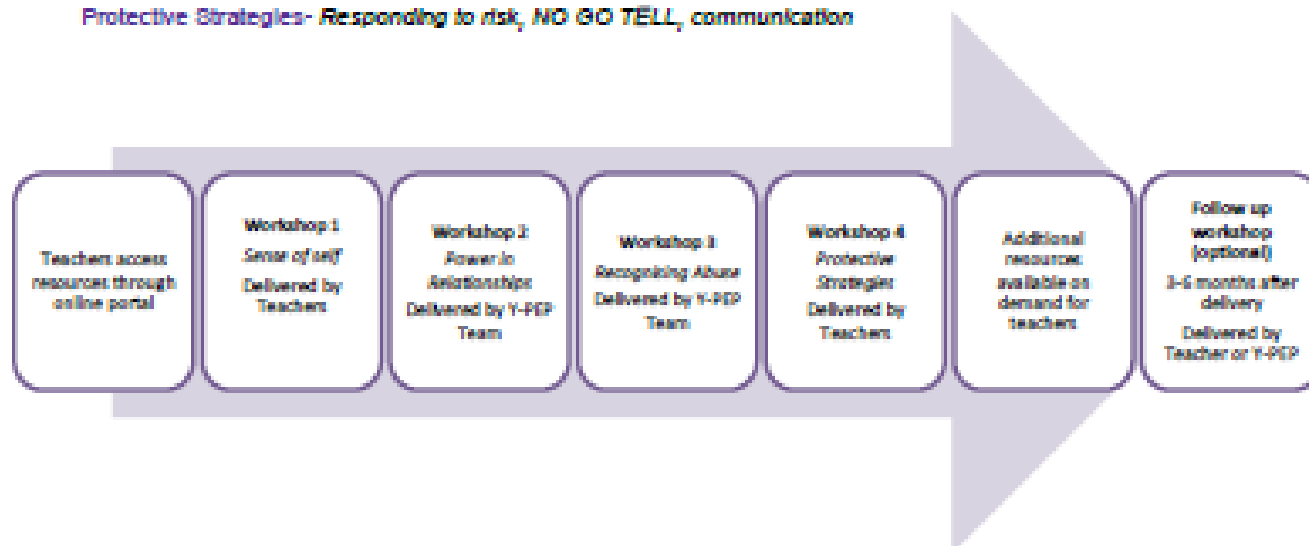 Protective Strategies- Responding to risk, NO GO TELL, communication
Teachers access
resources through
online portal
Workshop 1
Sense of self
Delivered by
Teachers
Workshop 2
Power in
Relationships
Delivered by Y-PEP
Team
Workshop 3
Recognising Abuse
Delivered by Y-PEP
Team
Workshop 4
Protective
Strategies
Delivered by
Teachers
Additional
resources
available on
demand for
teachers
Follow up
workshop
(optional)
3-6 months after
delivery
Delivered by
Teacher or Y-PEP